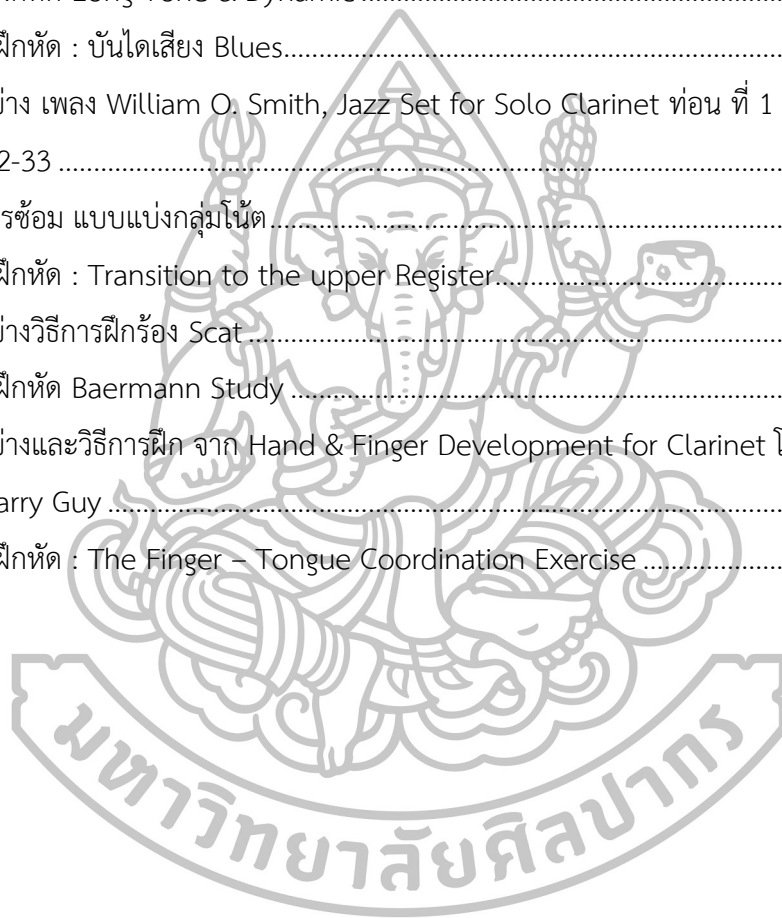 Long Tone & Dynamic..........
ฝึกหัด : บันไดเสียง Blues..........
ย่าง เพลง William O. Smith, Jazz Set for Solo Clarinet ท่อน ที่ 1
2-33 ..........
รซ้อม แบบแบ่งกลุ่มโน้ต..........
ฝึกหัด : Transition to the upper Register..........
ย่างวิธีการฝึกร้อง Scat ..........
ฝึกหัด Baermann Study ..........
ย่างและวิธีการฝึก จาก Hand & Finger Development for Clarinet โ
arry Guy ..........
ฝึกหัด : The Finger – Tongue Coordination Exercise ..........
มหาวิทยาลัยศิลปากร